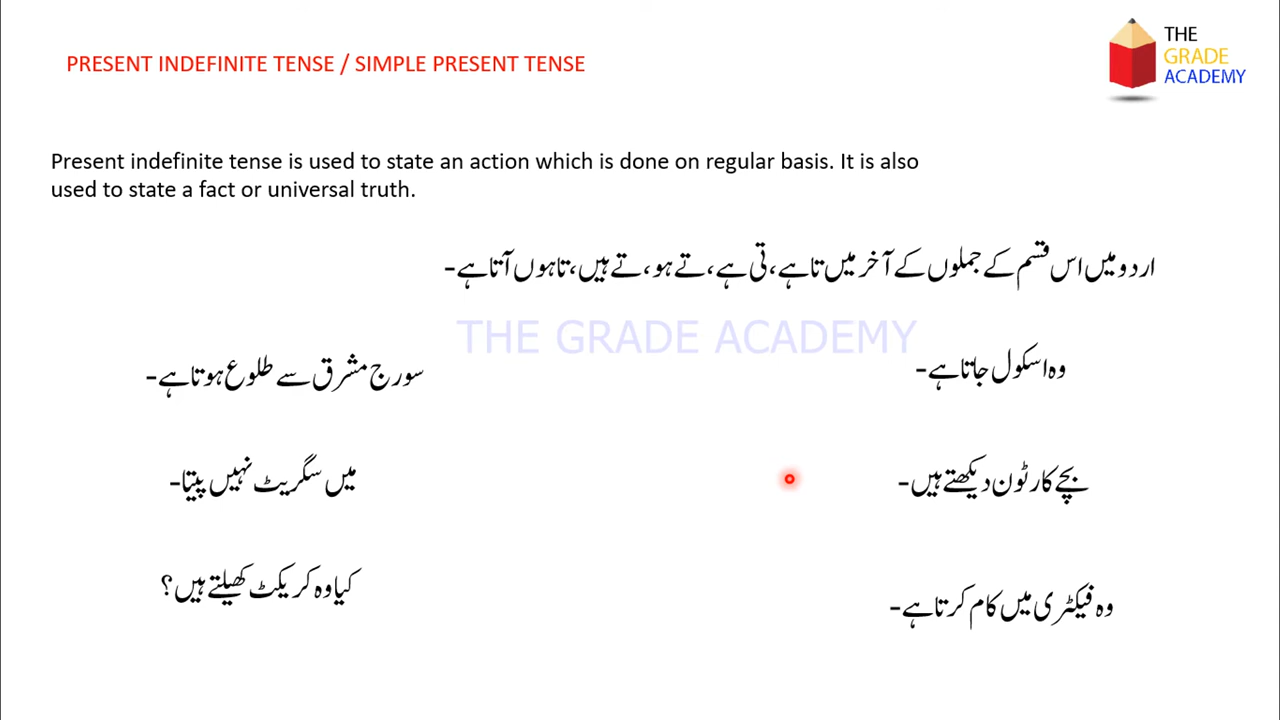 PRESENT INDEFINITE TENSE / SIMPLE PRESENT TENSE
THE
GRADE
ACADEMY
Present indefinite tense is used to state an action which is done on regular basis. It is also
used to state a fact or universal truth.
اردو میں اس قسم کے جملوں کے آخر میں تا ہے، تی ہے، تے ہو، تے ہیں، تا ہوں آتا ہے-
THE GRADE ACADEMY
وہ اسکول جاتا ہے-
سورج مشرق سے طلوع ہوتا ہے-
بچے کارٹون دیکھتے ہیں-
میں سگریٹ نہیں پیتا-
وہ فیکٹری میں کام کرتا ہے-
کیا وہ کریکٹ کھیلتے ہیں؟